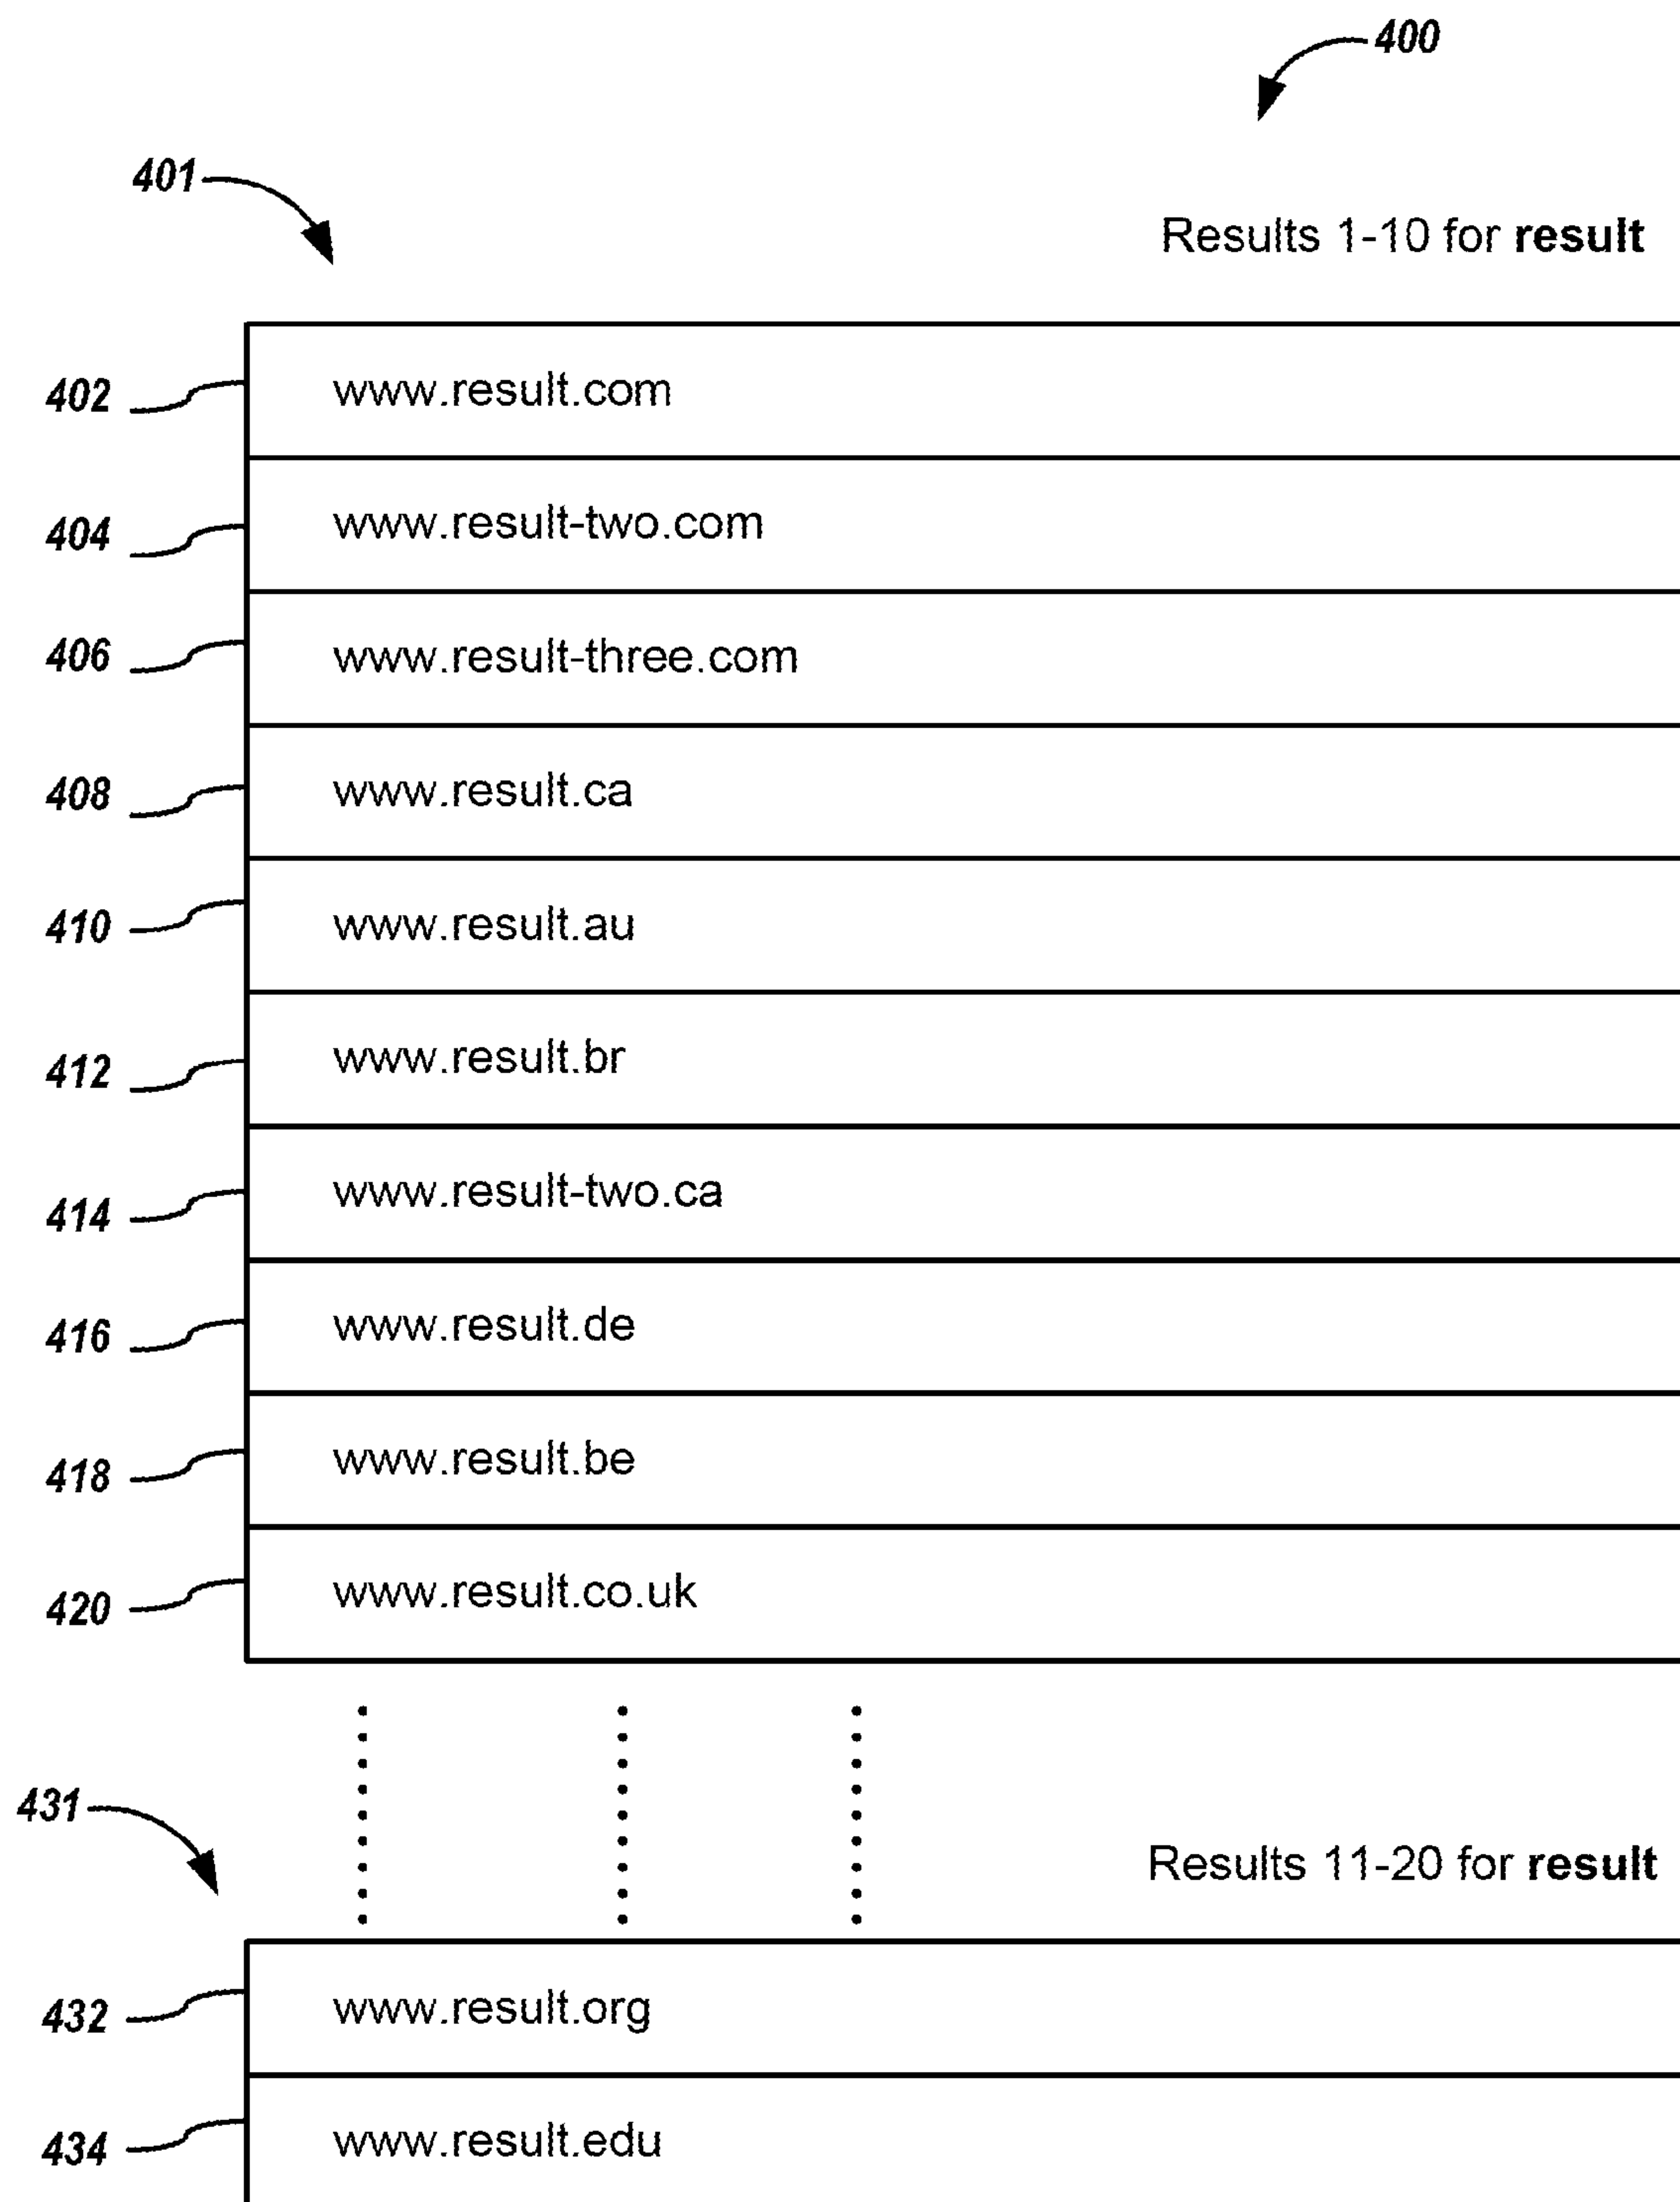 400
401
Results 1-10 for result
402 www.result.com
404 www.result-two.com
406 www.result-three.com
408 www.result.ca
410 www.result.au
412 www.result.br
414 www.result-two.ca
416 www.result.de
418 www.result.be
420 www.result.co.uk
431
Results 11-20 for result
432 www.result.org
434 www.result.edu